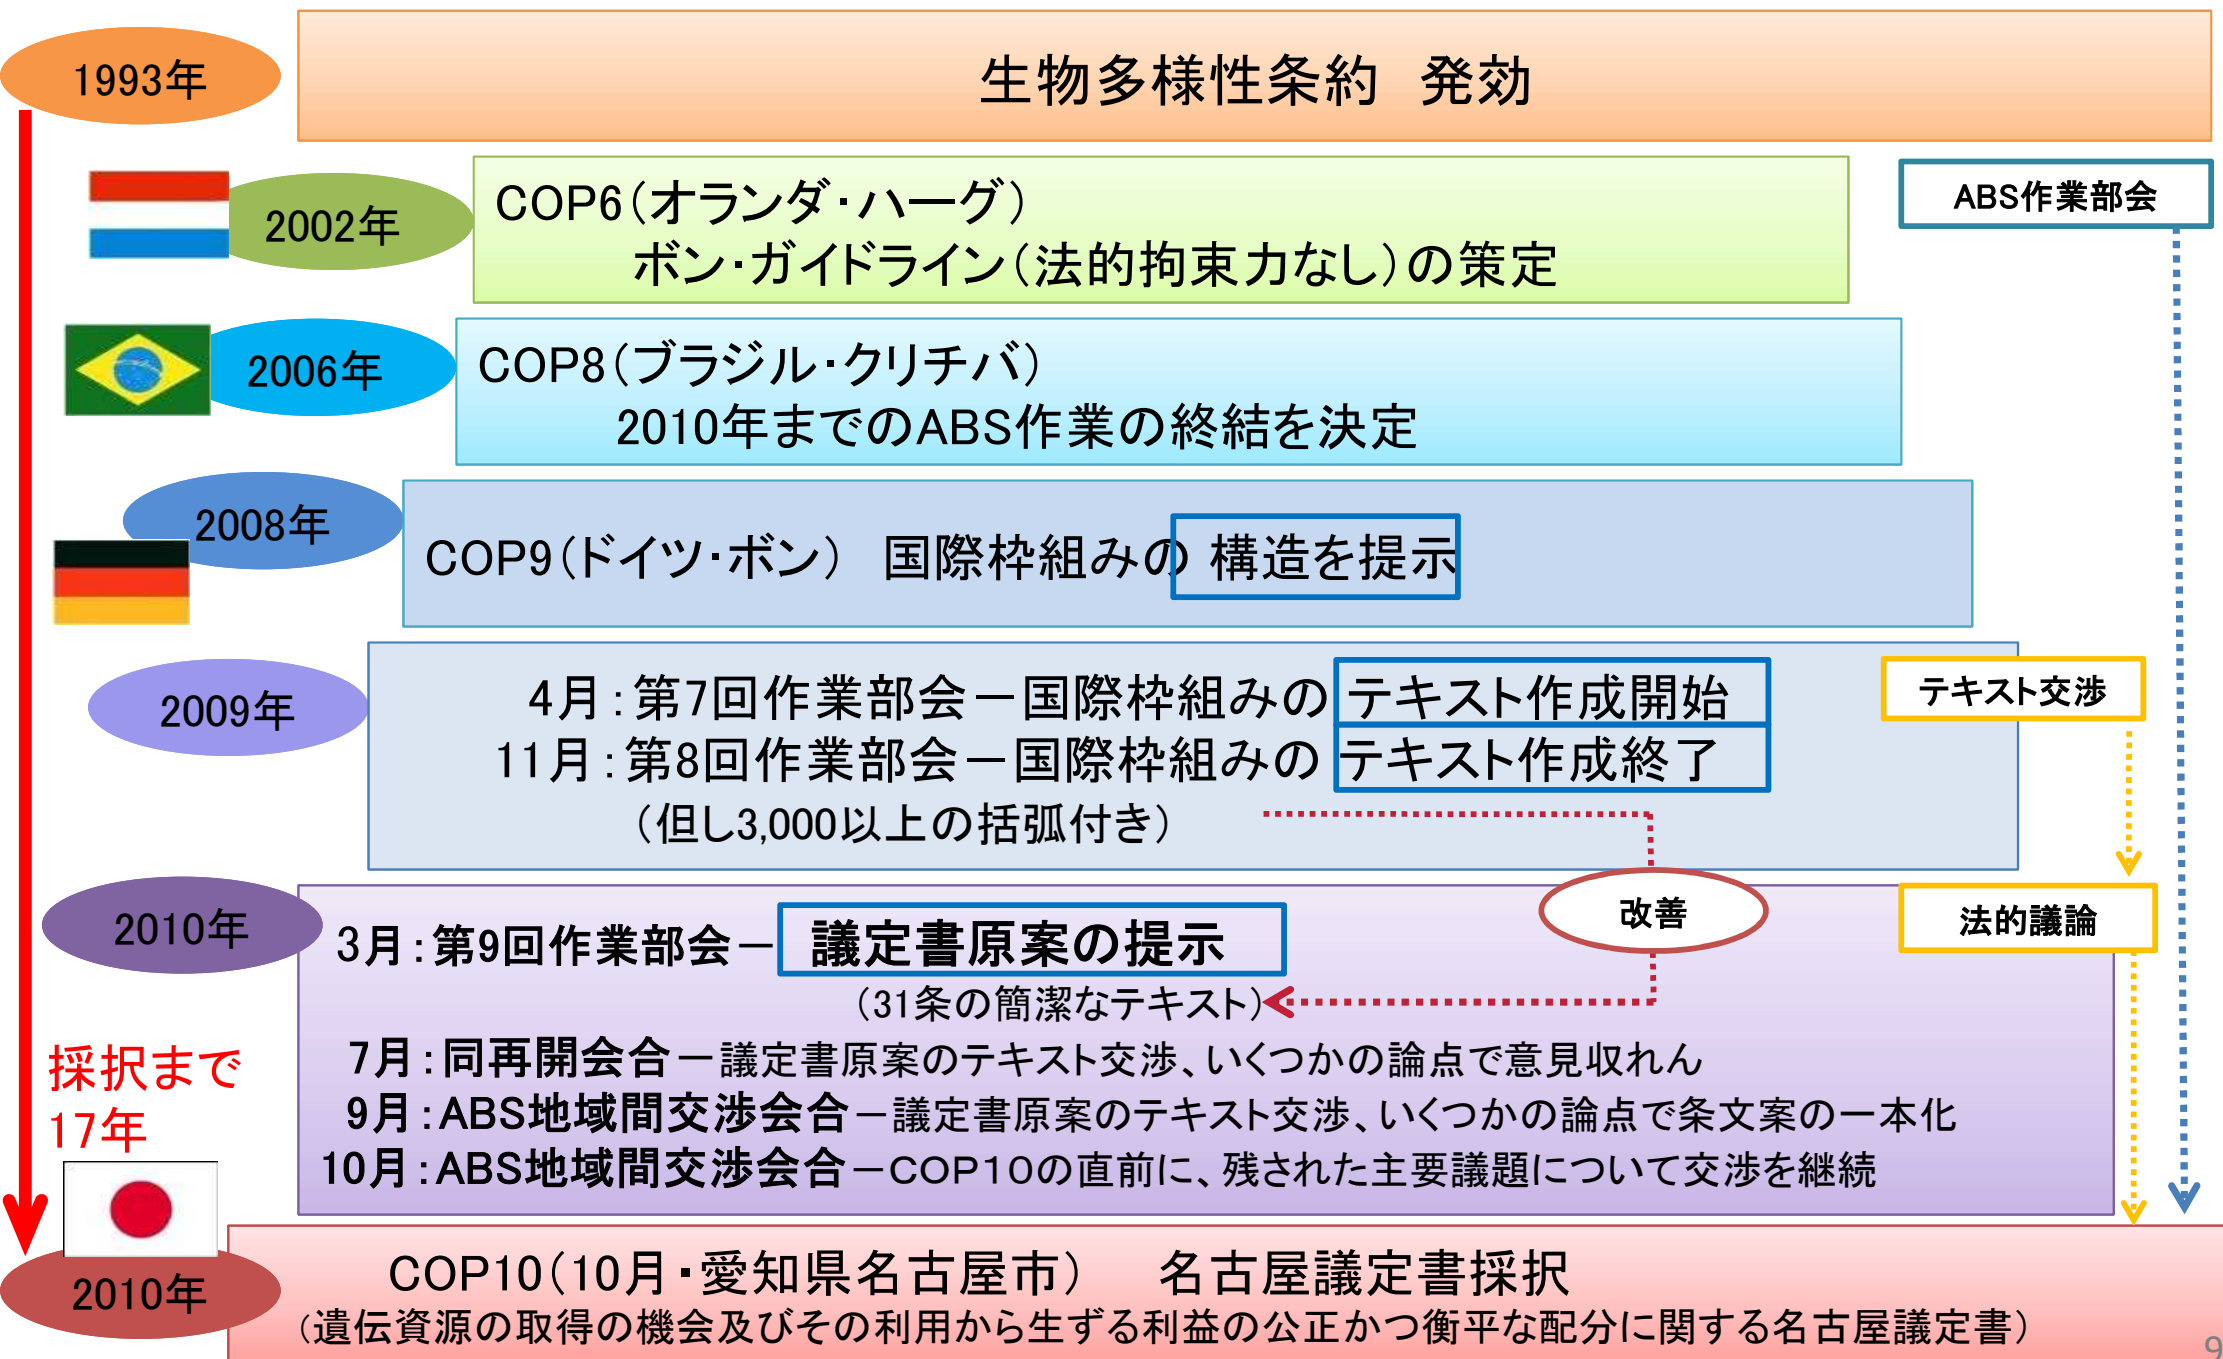 1993年
生物多様性条約 発効
2002年
COP6(オランダ・ハーグ)
ボン・ガイドライン(法的拘束力なし)の策定
ABS作業部会
2006年
COP8(ブラジル・クリチバ)
2010年までのABS作業の終結を決定
2008年
COP9(ドイツ・ボン) 国際枠組みの 構造を提示
2009年
4月:第7回作業部会-国際枠組みの テキスト作成開始
11月:第8回作業部会-国際枠組みの テキスト作成終了
(但し3,000以上の括弧付き)
テキスト交渉
2010年
改善
法的議論
3月:第9回作業部会- 議定書原案の提示
(31条の簡潔なテキスト)
7月:同再開会合-議定書原案のテキスト交渉、いくつかの論点で意見収れん
9月:ABS地域間交渉会合-議定書原案のテキスト交渉、いくつかの論点で条文案の一本化
10月:ABS地域間交渉会合-COP10の直前に、残された主要議題について交渉を継続
採択まで
17年
2010年
COP10(10月・愛知県名古屋市) 名古屋議定書採択
(遺伝資源の取得の機会及びその利用から生ずる利益の公正かつ衡平な配分に関する名古屋議定書)
9